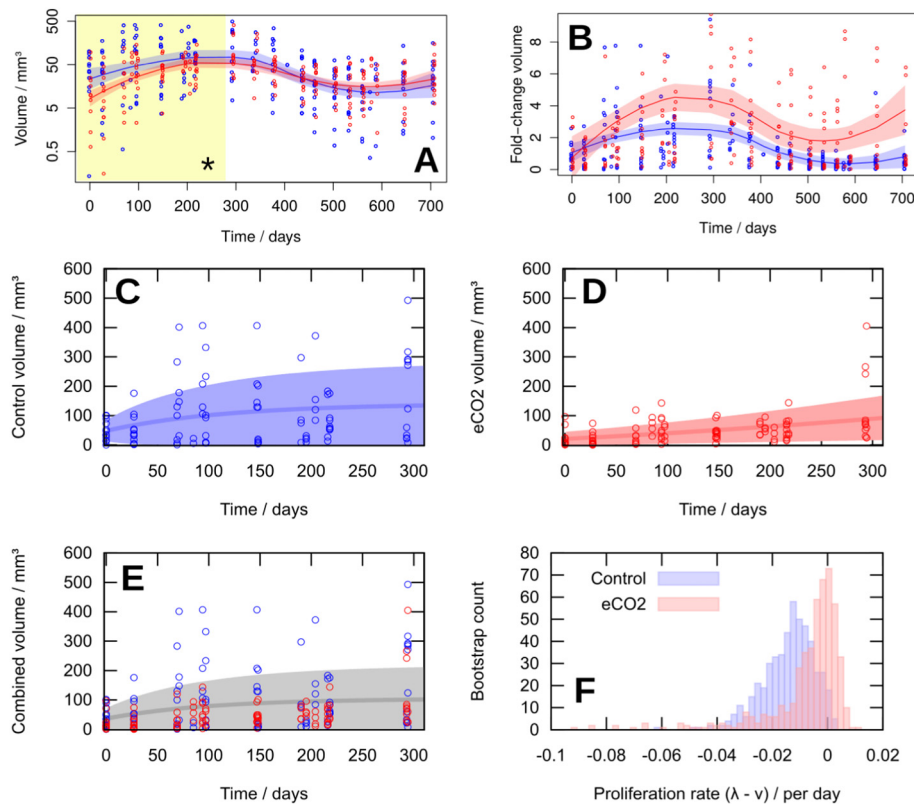 500
50
5
0.5
Volume / mm³
*
A
0 100 200 300 400 500 600 700
Time / days
8
6
4
2
0
Fold-change volume
B
0 100 200 300 400 500 600 700
Time / days
600
500
400
300
200
100
0
Control volume / mm³
C
0 50 100 150 200 250 300
Time / days
600
500
400
300
200
100
0
eCO2 volume / mm³
D
0 50 100 150 200 250 300
Time / days
600
500
400
300
200
100
0
Combined volume / mm³
E
0 50 100 150 200 250 300
Time / days
80
70
60
50
40
30
20
10
0
Bootstrap count
Control
eCO2
F
-0.1 -0.08 -0.06 -0.04 -0.02 0 0.02
Proliferation rate (λ - ν) / per day